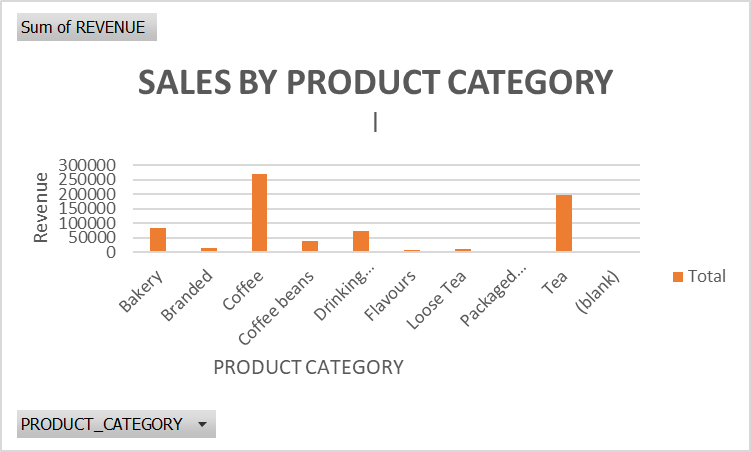 Sum of REVENUE
SALES BY PRODUCT CATEGORY
Revenue
300000
250000
200000
150000
100000
50000
0
Bakery
Branded
Coffee
Coffee beans
Drinking...
Flavours
Loose Tea
Packaged...
Tea
(blank)
Total
PRODUCT CATEGORY
PRODUCT_CATEGORY